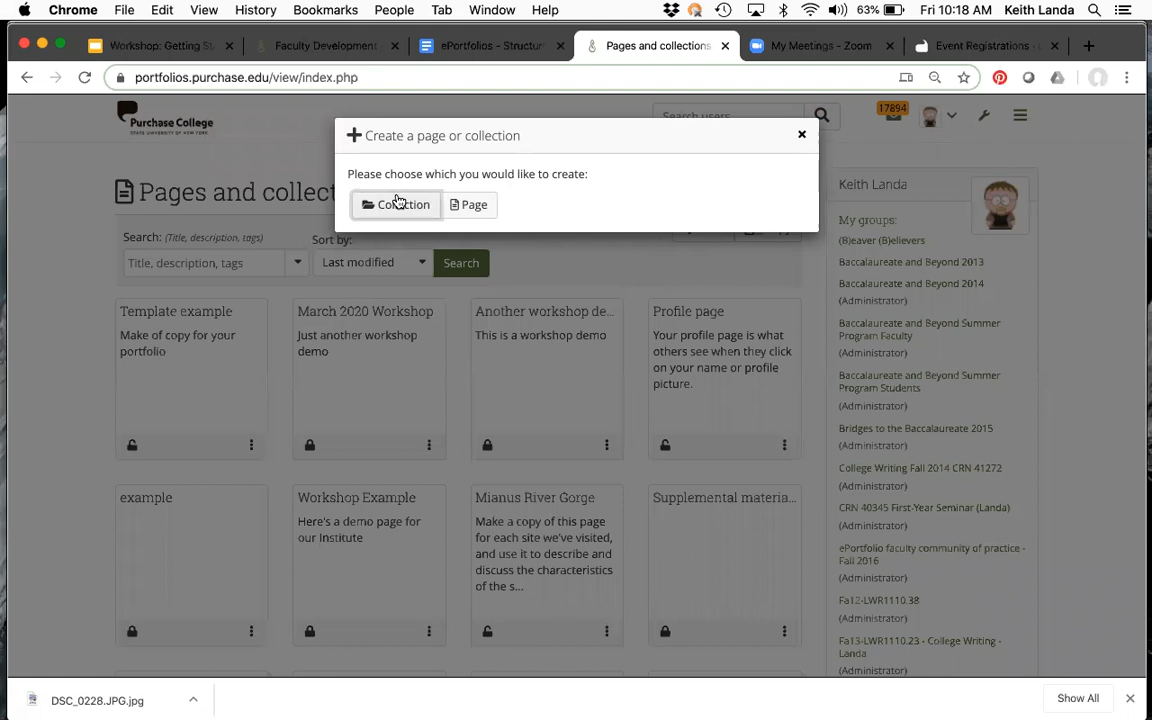 Chrome File Edit View History Bookmarks People Tab Window Help 63% Fri 10:18 AM Keith Landa
Workshop: Getting St Faculty Development ePortfolios - Structur Pages and collections My Meetings - Zoom Event Registrations -
portfolios.purchase.edu/view/index.php
Purchase College
STATE UNIVERSITY OF NEW YORK
Search users
17894
Create a page or collection
Please choose which you would like to create:
Collection Page
Pages and collect
Keith Landa
My groups:
(B)eaver (B)elievers
Baccalaureate and Beyond 2013
Baccalaureate and Beyond 2014
(Administrator)
Baccalaureate and Beyond Summer
Program Faculty
(Administrator)
Baccalaureate and Beyond Summer
Program Students
(Administrator)
Bridges to the Baccalaureate 2015
(Administrator)
College Writing Fall 2014 CRN 41272
(Administrator)
CRN 40345 First-Year Seminar (Landa)
(Administrator)
ePortfolio faculty community of practice -
Fall 2016
(Administrator)
Fa12-LWR1110.38
(Administrator)
Fa13-LWR1110.23 - College Writing -
Landa
(Administrator)
Search: (Title, description, tags) Sort by:
Title, description, tags Last modified Search
Template example
Make of copy for your
portfolio
March 2020 Workshop
Just another workshop
demo
Another workshop de...
This is a workshop demo
Profile page
Your profile page is what
others see when they click
on your name or profile
picture.
example
Workshop Example
Here's a demo page for
our Institute
Mianus River Gorge
Make a copy of this page
for each site we've visited,
and use it to describe and
discuss the characteristics
of the s...
Supplemental materia...
DSC_0228.JPG.jpg
Show All